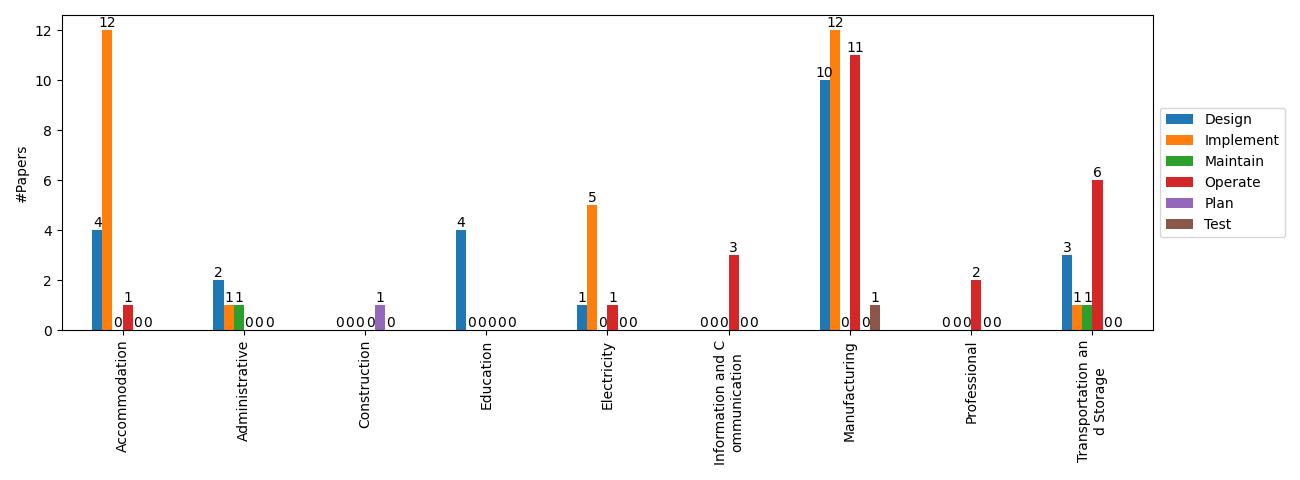 #Papers
12
10
8
6
4
2
0
4 12 0 1 0 0
2 1 1 0 0 0
0 0 0 0 1 0
4 0 0 0 0 0
1 5 0 1 0 0
0 0 0 3 0 0
10 12 0 11 0 1
0 0 0 2 0 0
3 1 1 6 0 0
Accommodation
Administrative
Construction
Education
Electricity
Information and C
ommunication
Manufacturing
Professional
Transportation an
d Storage
Design
Implement
Maintain
Operate
Plan
Test